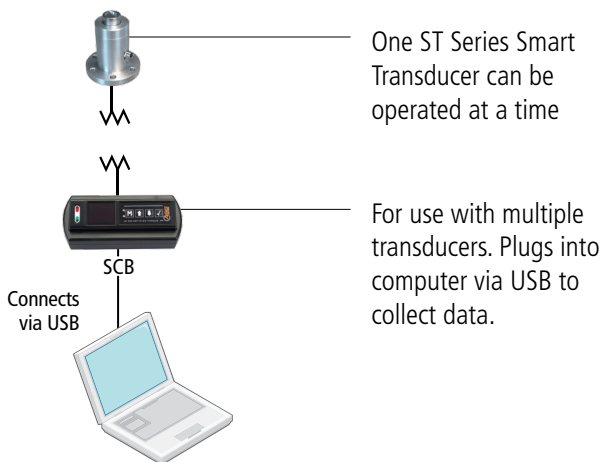 One ST Series Smart
Transducer can be
operated at a time
For use with multiple
transducers. Plugs into
computer via USB to
collect data.
SCB
Connects
via USB